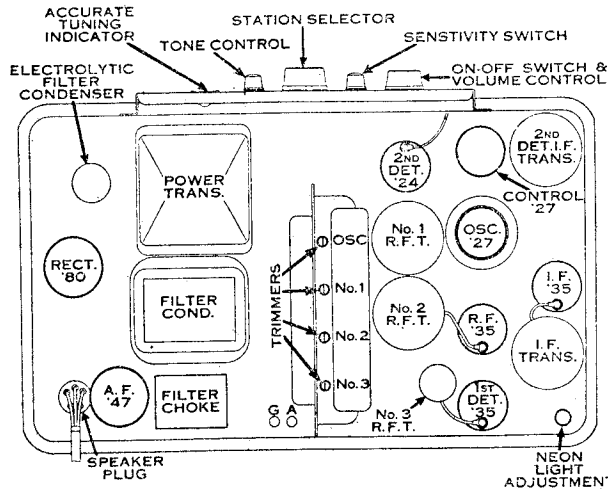 ACCURATE
TUNING
INDICATOR
TONE CONTROL
STATION SELECTOR
SENSTIVITY SWITCH
ELECTROLYTIC
FILTER
CONDENSER
ON-OFF SWITCH &
VOLUME CONTROL
POWER
TRANS.
2ND
DET.
'24
2ND
DET. I.F.
TRANS.
CONTROL
'27
OSC
No. 1
R.F.T.
OSC.
'27
RECT.
'80
FILTER
COND.
TRIMMERS
No. 1
No. 2
No. 3
No. 2
R.F.T.
R.F.
'35
I.F.
'35
I.F.
TRANS.
A.F.
'47
FILTER
CHOKE
G A
No. 3
R.F.T.
1ST
DET.
'35
SPEAKER
PLUG
NEON
LIGHT
ADJUSTMENT